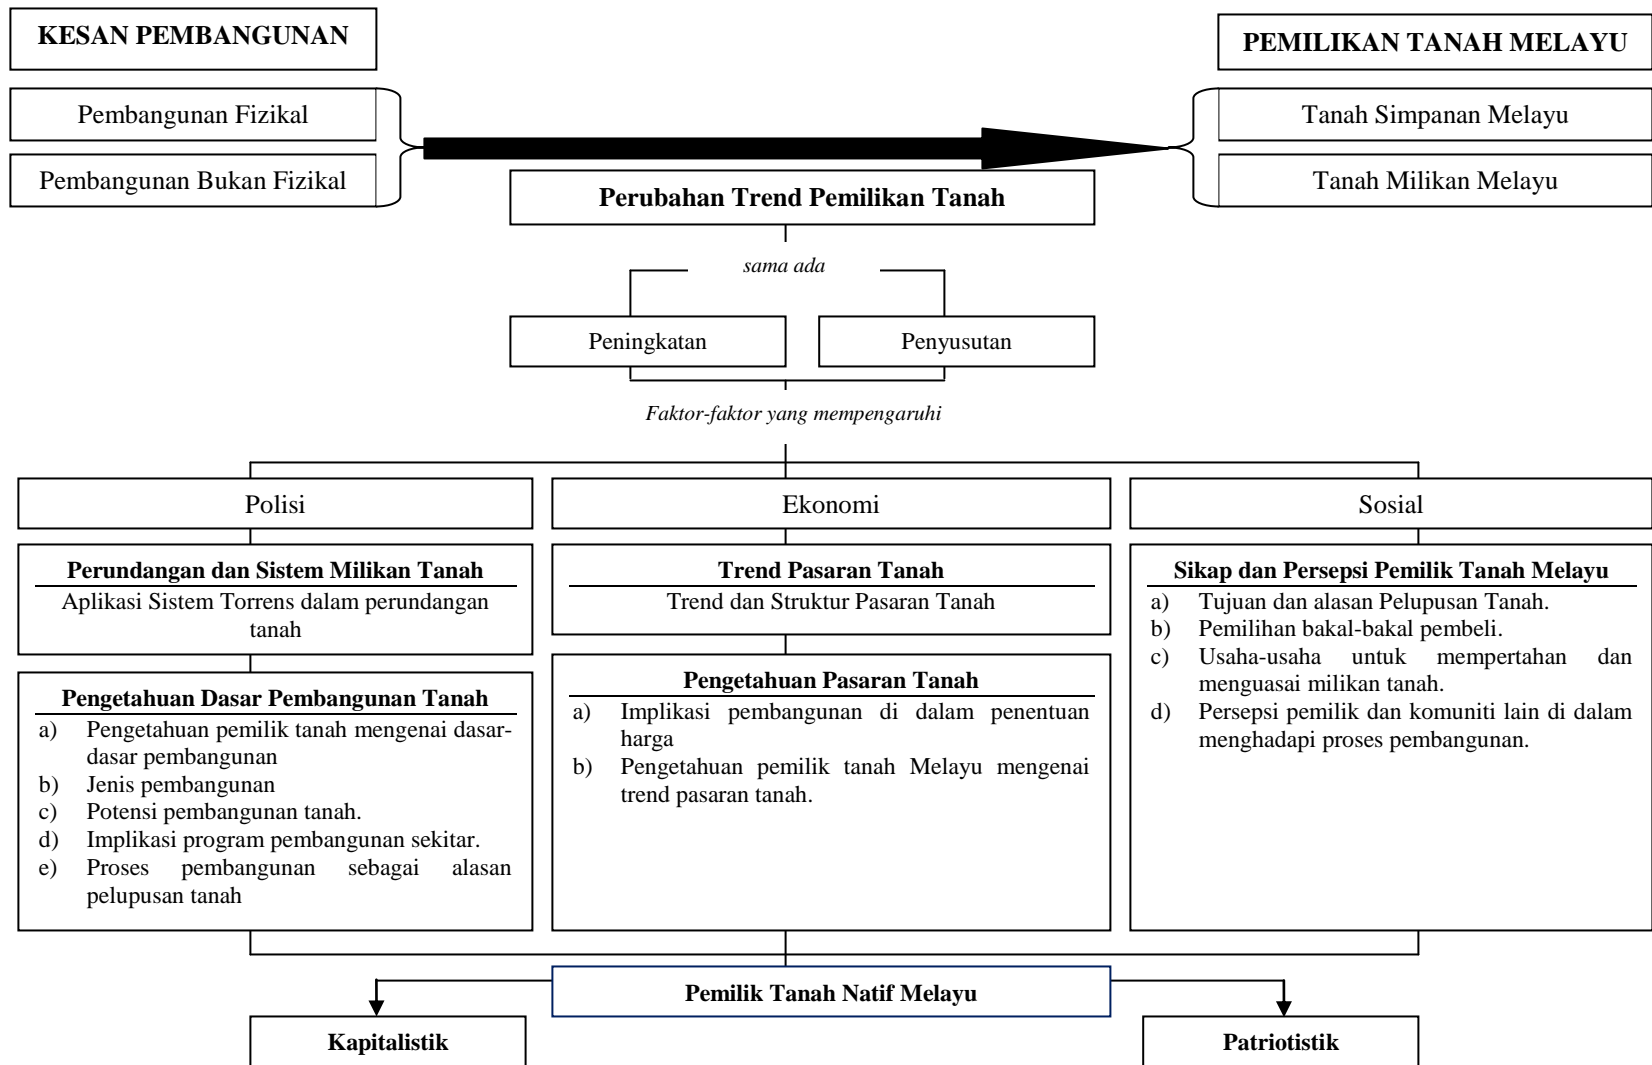 KESAN PEMBANGUNAN
PEMILIKAN TANAH MELAYU
Pembangunan Fizikal
Tanah Simpanan Melayu
Pembangunan Bukan Fizikal
Tanah Milikan Melayu
Perubahan Trend Pemilikan Tanah
sama ada
Peningkatan
Penyusutan
Faktor-faktor yang mempengaruhi
Polisi
Perundangan dan Sistem Milikan Tanah
Aplikasi Sistem Torrens dalam perundangan
tanah
Pengetahuan Dasar Pembangunan Tanah
a) Pengetahuan pemilik tanah mengenai dasar-
dasar pembangunan
b) Jenis pembangunan
c) Potensi pembangunan tanah.
d) Implikasi program pembangunan sekitar.
e) Proses pembangunan sebagai alasan
pelupusan tanah
Ekonomi
Trend Pasaran Tanah
Trend dan Struktur Pasaran Tanah
Pengetahuan Pasaran Tanah
a) Implikasi pembangunan di dalam penentuan
harga
b) Pengetahuan pemilik tanah Melayu mengenai
trend pasaran tanah.
Sosial
Sikap dan Persepsi Pemilik Tanah Melayu
a) Tujuan dan alasan Pelupusan Tanah.
b) Pemilihan bakal-bakal pembeli.
c) Usaha-usaha untuk mempertahan dan
menguasai milikan tanah.
d) Persepsi pemilik dan komuniti lain di dalam
menghadapi proses pembangunan.
Pemilik Tanah Natif Melayu
Kapitalistik
Patriotistik